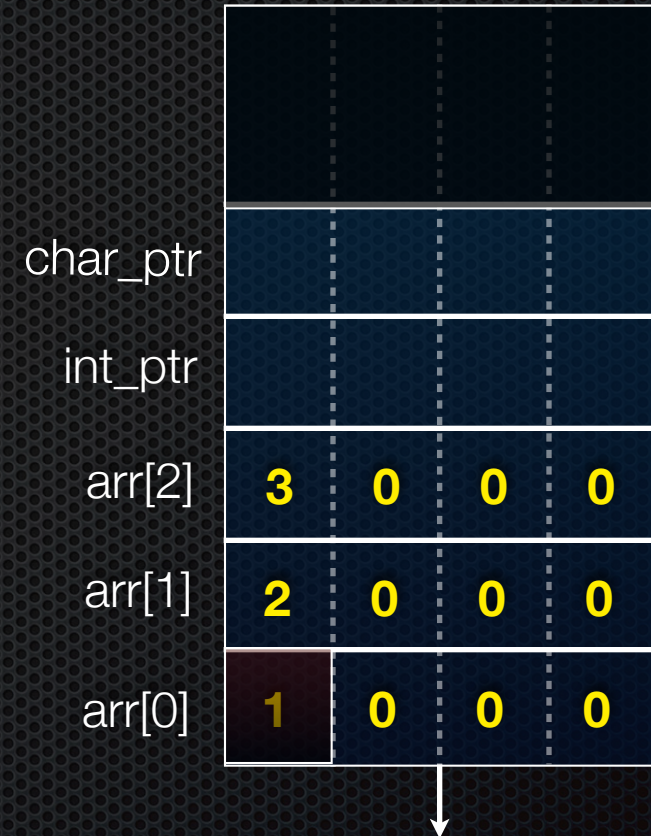 char_ptr
int_ptr
arr[2] 3 0 0 0
arr[1] 2 0 0 0
arr[0] 1 0 0 0